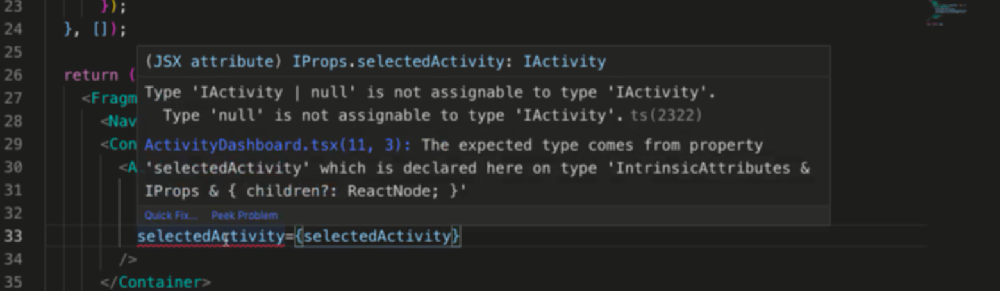 23 });
24 }, []);
25
(JSX attribute) IProps.selectedActivity: IActivity
26 return (
Type 'IActivity | null' is not assignable to type 'IActivity'.
27 <Fragm
Type 'null' is not assignable to type 'IActivity'. ts(2322)
28 <Nav
ActivityDashboard.tsx(11, 3): The expected type comes from property
29 <Con
'selectedActivity' which is declared here on type 'IntrinsicAttributes &
30 <A
IProps & { children?: ReactNode; }'
31
Quick Fix... Peek Problem
32
33 selectedActivity={selectedActivity}
34 />
35 </Container>